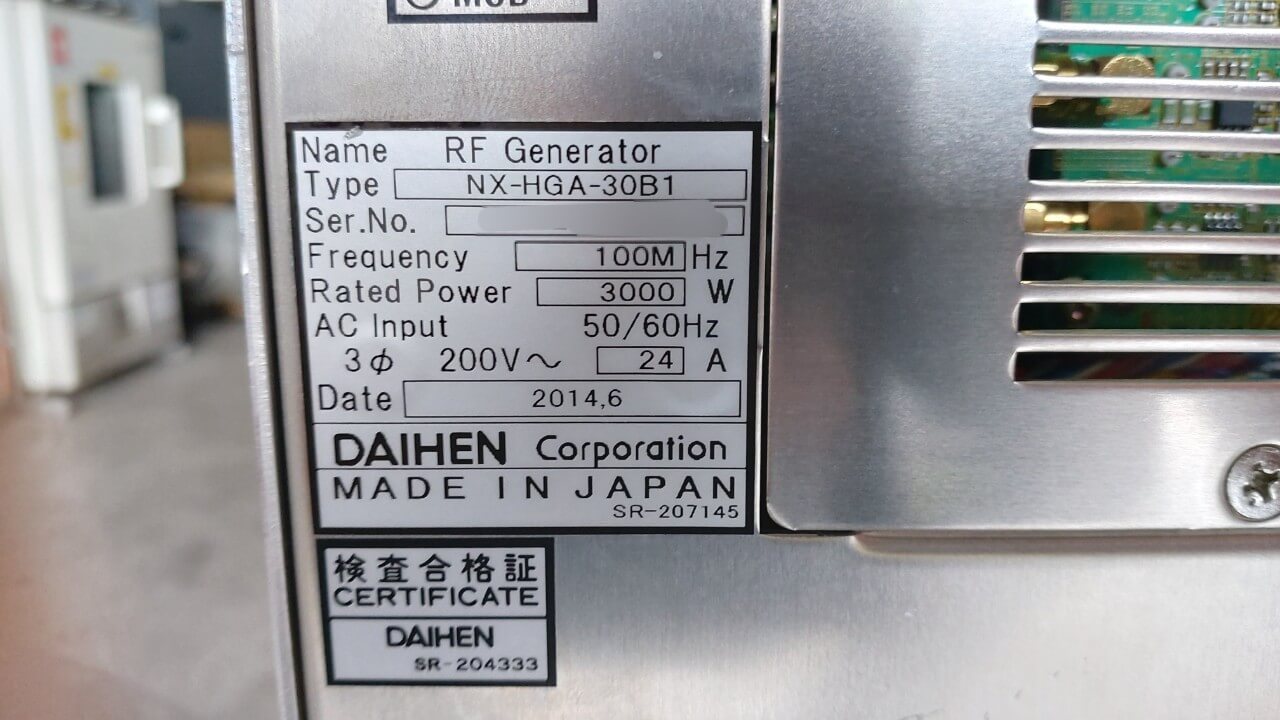 MOD
Name RF Generator
Type NX-HGA-30B1
Ser.No.
Frequency 100M Hz
Rated Power 3000 W
AC Input 50/60Hz
3φ 200V～ 24 A
Date 2014,6
DAIHEN Corporation
MADE IN JAPAN
SR-207145
検査合格証
CERTIFICATE
DAIHEN
SR-204333